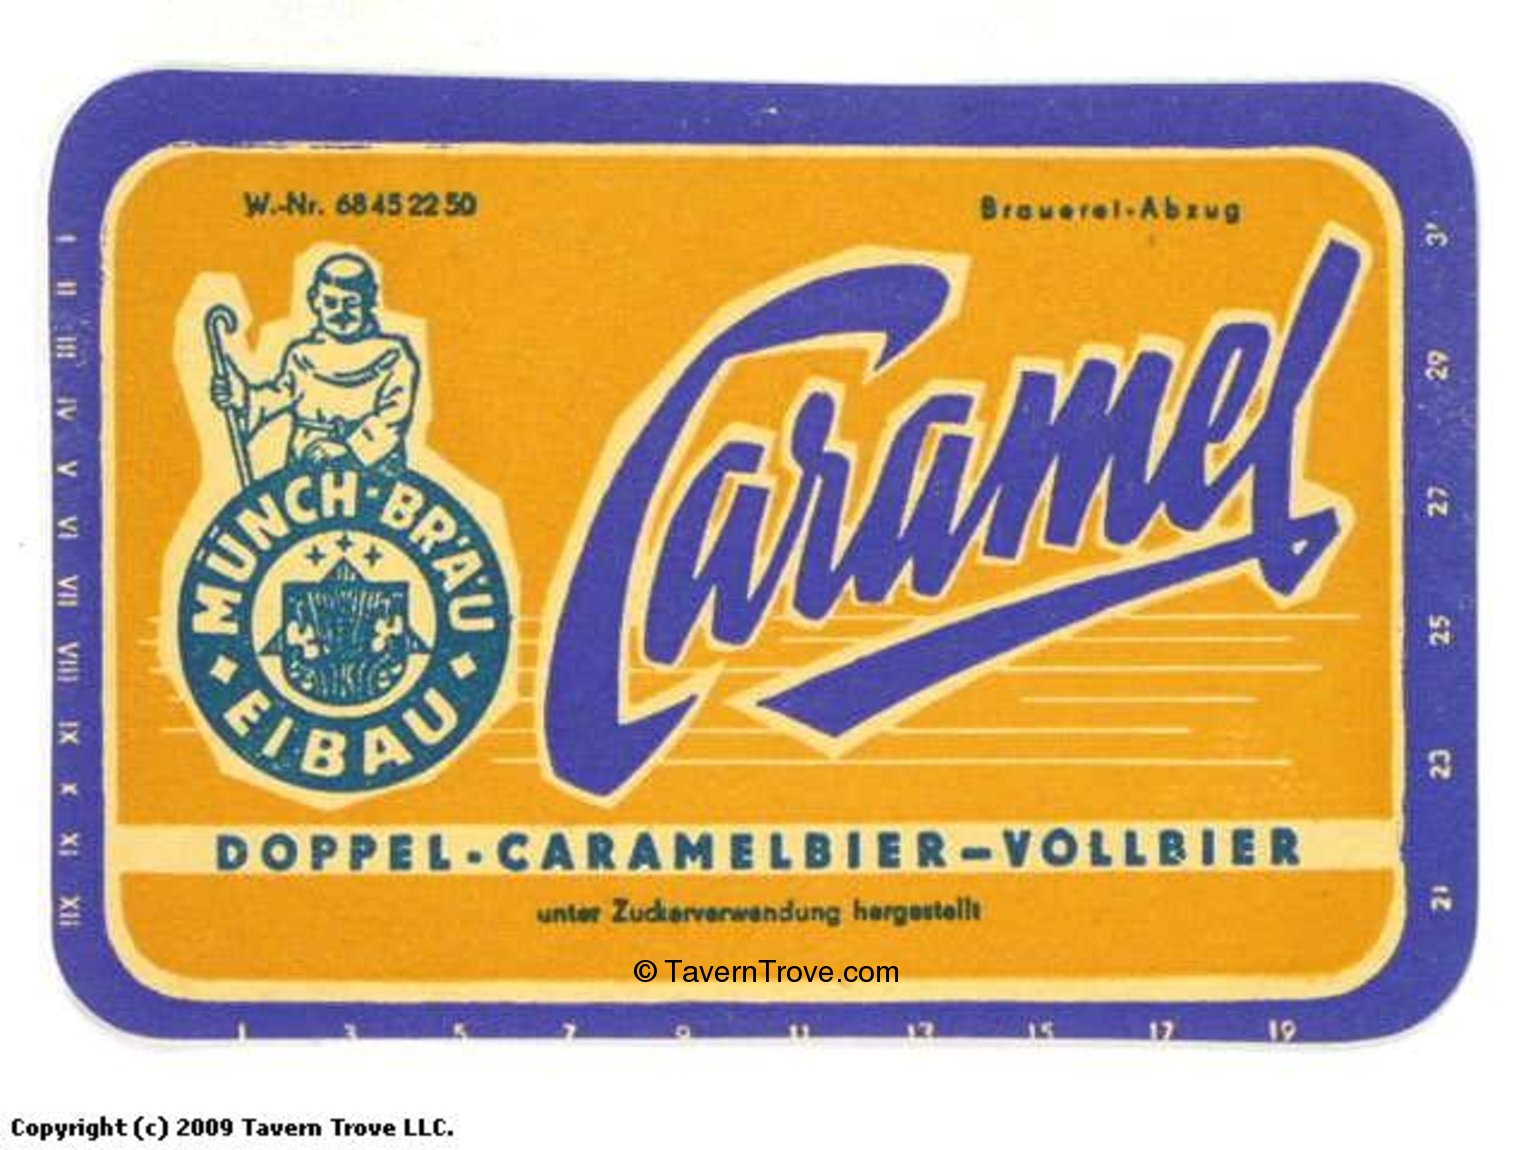 W.-Nr. 68 45 22 50
Brauerei-Abzug
Caramel
MÜNCH-BRÄU
EIBAU
DOPPEL-CARAMELBIER-VOLLBIER
unter Zuckerverwendung hergestellt
© TavernTrove.com
I
II
III
IV
V
VI
VII
VIII
IX
X
XI
XII
31
29
27
25
23
21
1 3 5 7 9 11 13 15 17 19
Copyright (c) 2009 Tavern Trove LLC.